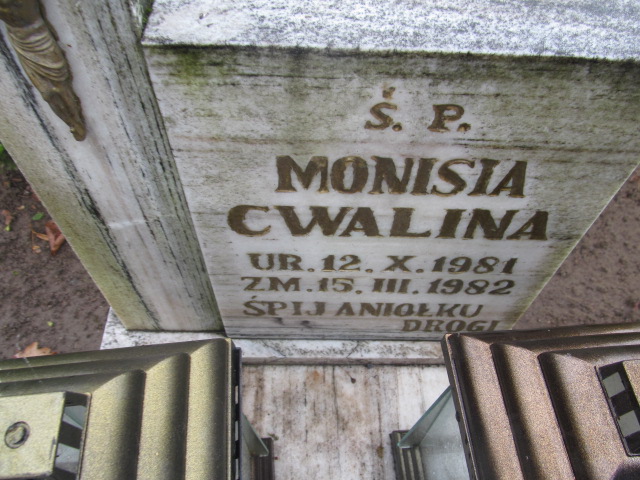 Ś. P.
MONISIA
CWALINA
UR. 12. X. 1981
ZM. 15. III. 1982
ŚPIJ ANIOŁKU
DROGI